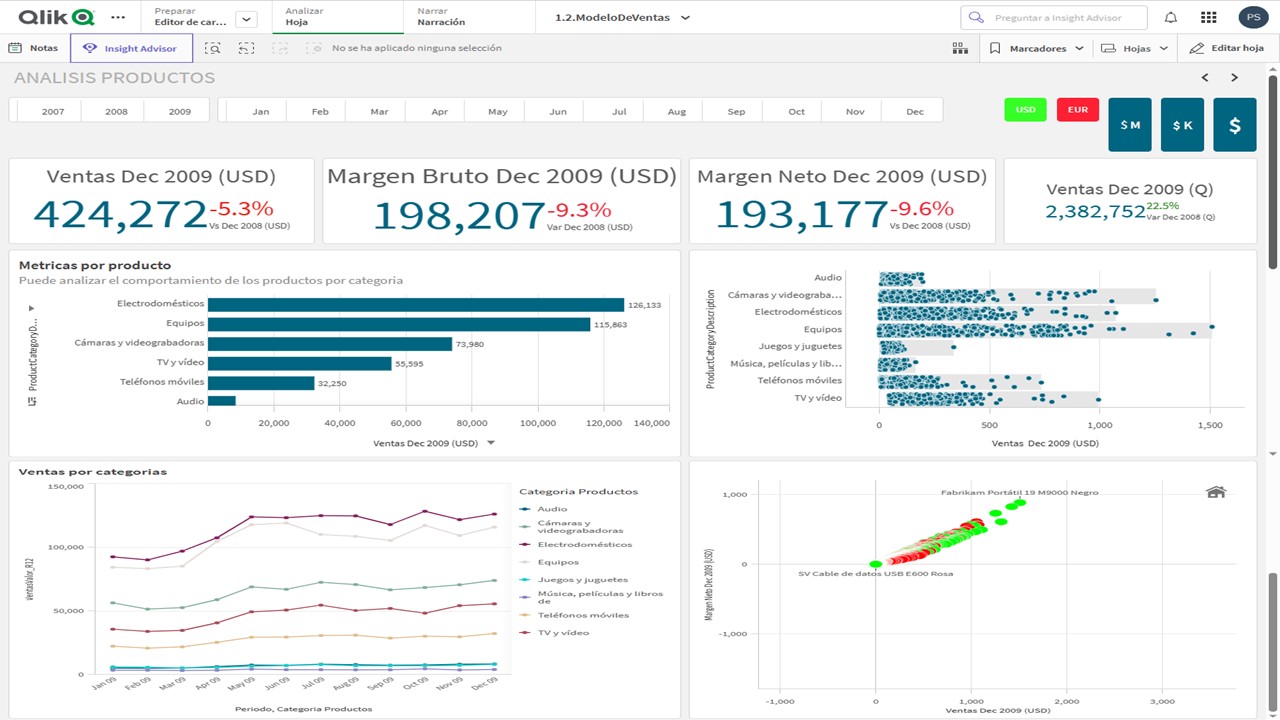 Qlik
Preparar
Editor de car...
Analizar
Hoja
Narrar
Narración
1.2.ModeloDeVentas
Preguntar a Insight Advisor
PS
Notas
Insight Advisor
No se ha aplicado ninguna selección
Marcadores
Hojas
Editar hoja
ANALISIS PRODUCTOS
2007 2008 2009
Jan Feb Mar Apr May Jun Jul Aug Sep Oct Nov Dec
USD
EUR
$ M
$ K
$
Ventas Dec 2009 (USD)
424,272
-5.3%
Vs Dec 2008 (USD)
Margen Bruto Dec 2009 (USD)
198,207
-9.3%
Var Dec 2008 (USD)
Margen Neto Dec 2009 (USD)
193,177
-9.6%
Vs Dec 2008 (USD)
Ventas Dec 2009 (Q)
2,382,752
22.5%
Var Dec 2008 (Q)
Metricas por producto
Puede analizar el comportamiento de los productos por categoria
ProductCategoryD...
Electrodomésticos 126,133
Equipos 115,863
Cámaras y videograbadoras 73,980
TV y vídeo 55,595
Teléfonos móviles 32,250
Audio
0 20,000 40,000 60,000 80,000 100,000 120,000 140,000
Ventas Dec 2009 (USD)
ProductCategoryDescription
Audio
Cámaras y videograba...
Electrodomésticos
Equipos
Juegos y juguetes
Música, películas y lib...
Teléfonos móviles
TV y vídeo
0 500 1,000 1,500
Ventas Dec 2009 (USD)
Ventas por categorias
VentasValor_R12
150,000
100,000
50,000
0
Jan 09 Feb 09 Mar 09 Apr 09 May 09 Jun 09 Jul 09 Aug 09 Sep 09 Oct 09 Nov 09 Dec 09
Periodo, Categoria Productos
Categoria Productos
Audio
Cámaras y
videograbadoras
Electrodomésticos
Equipos
Juegos y juguetes
Música, películas y libros
de
Teléfonos móviles
TV y vídeo
Margen Neto Dec 2009 (USD)
1,000
0
-1,000
Fabrikam Portátil 19 M9000 Negro
SV Cable de datos USB E600 Rosa
-1,000 0 1,000 2,000 3,000
Ventas Dec 2009 (USD)